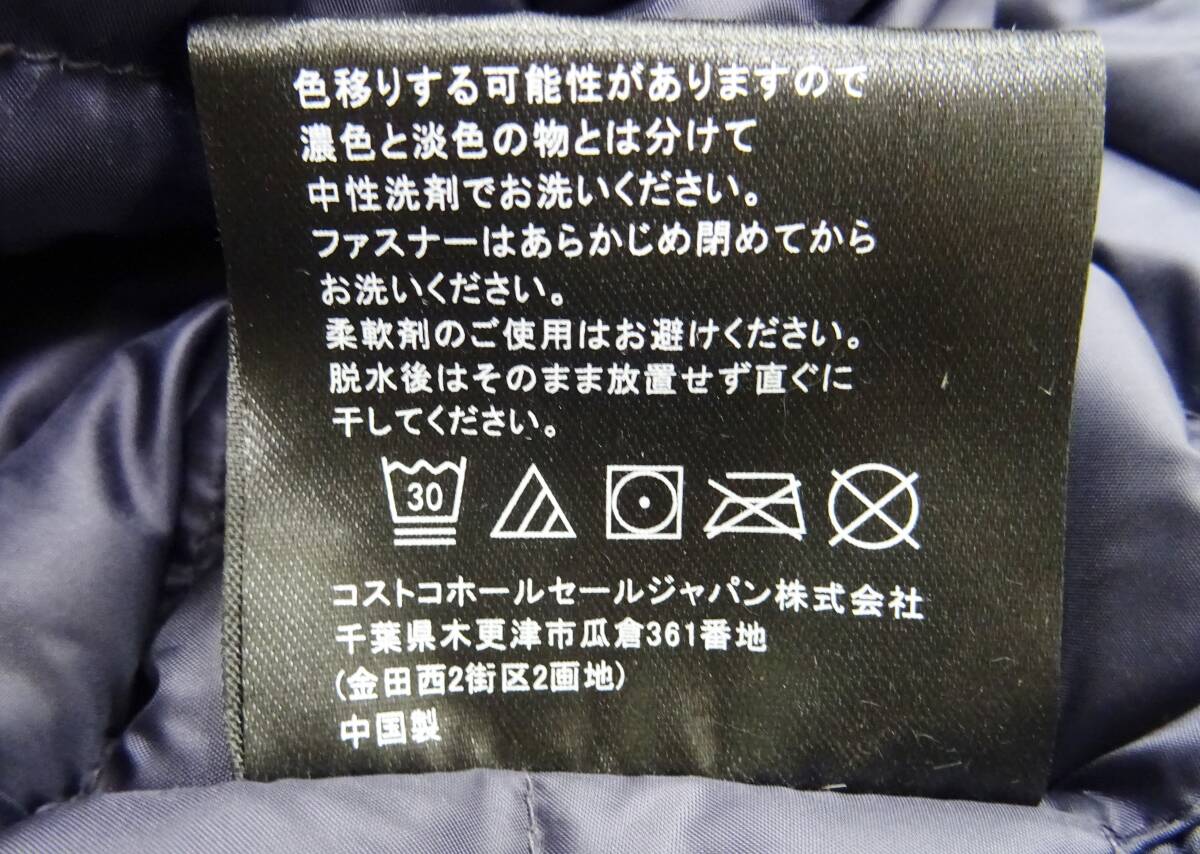 色移りする可能性がありますので
濃色と淡色の物とは分けて
中性洗剤でお洗いください。
ファスナーはあらかじめ閉めてから
お洗いください。
柔軟剤のご使用はお避けください。
脱水後はそのまま放置せず直ぐに
干してください。
30
コストコホールセールジャパン株式会社
千葉県木更津市瓜倉361番地
(金田西2街区2画地)
中国製